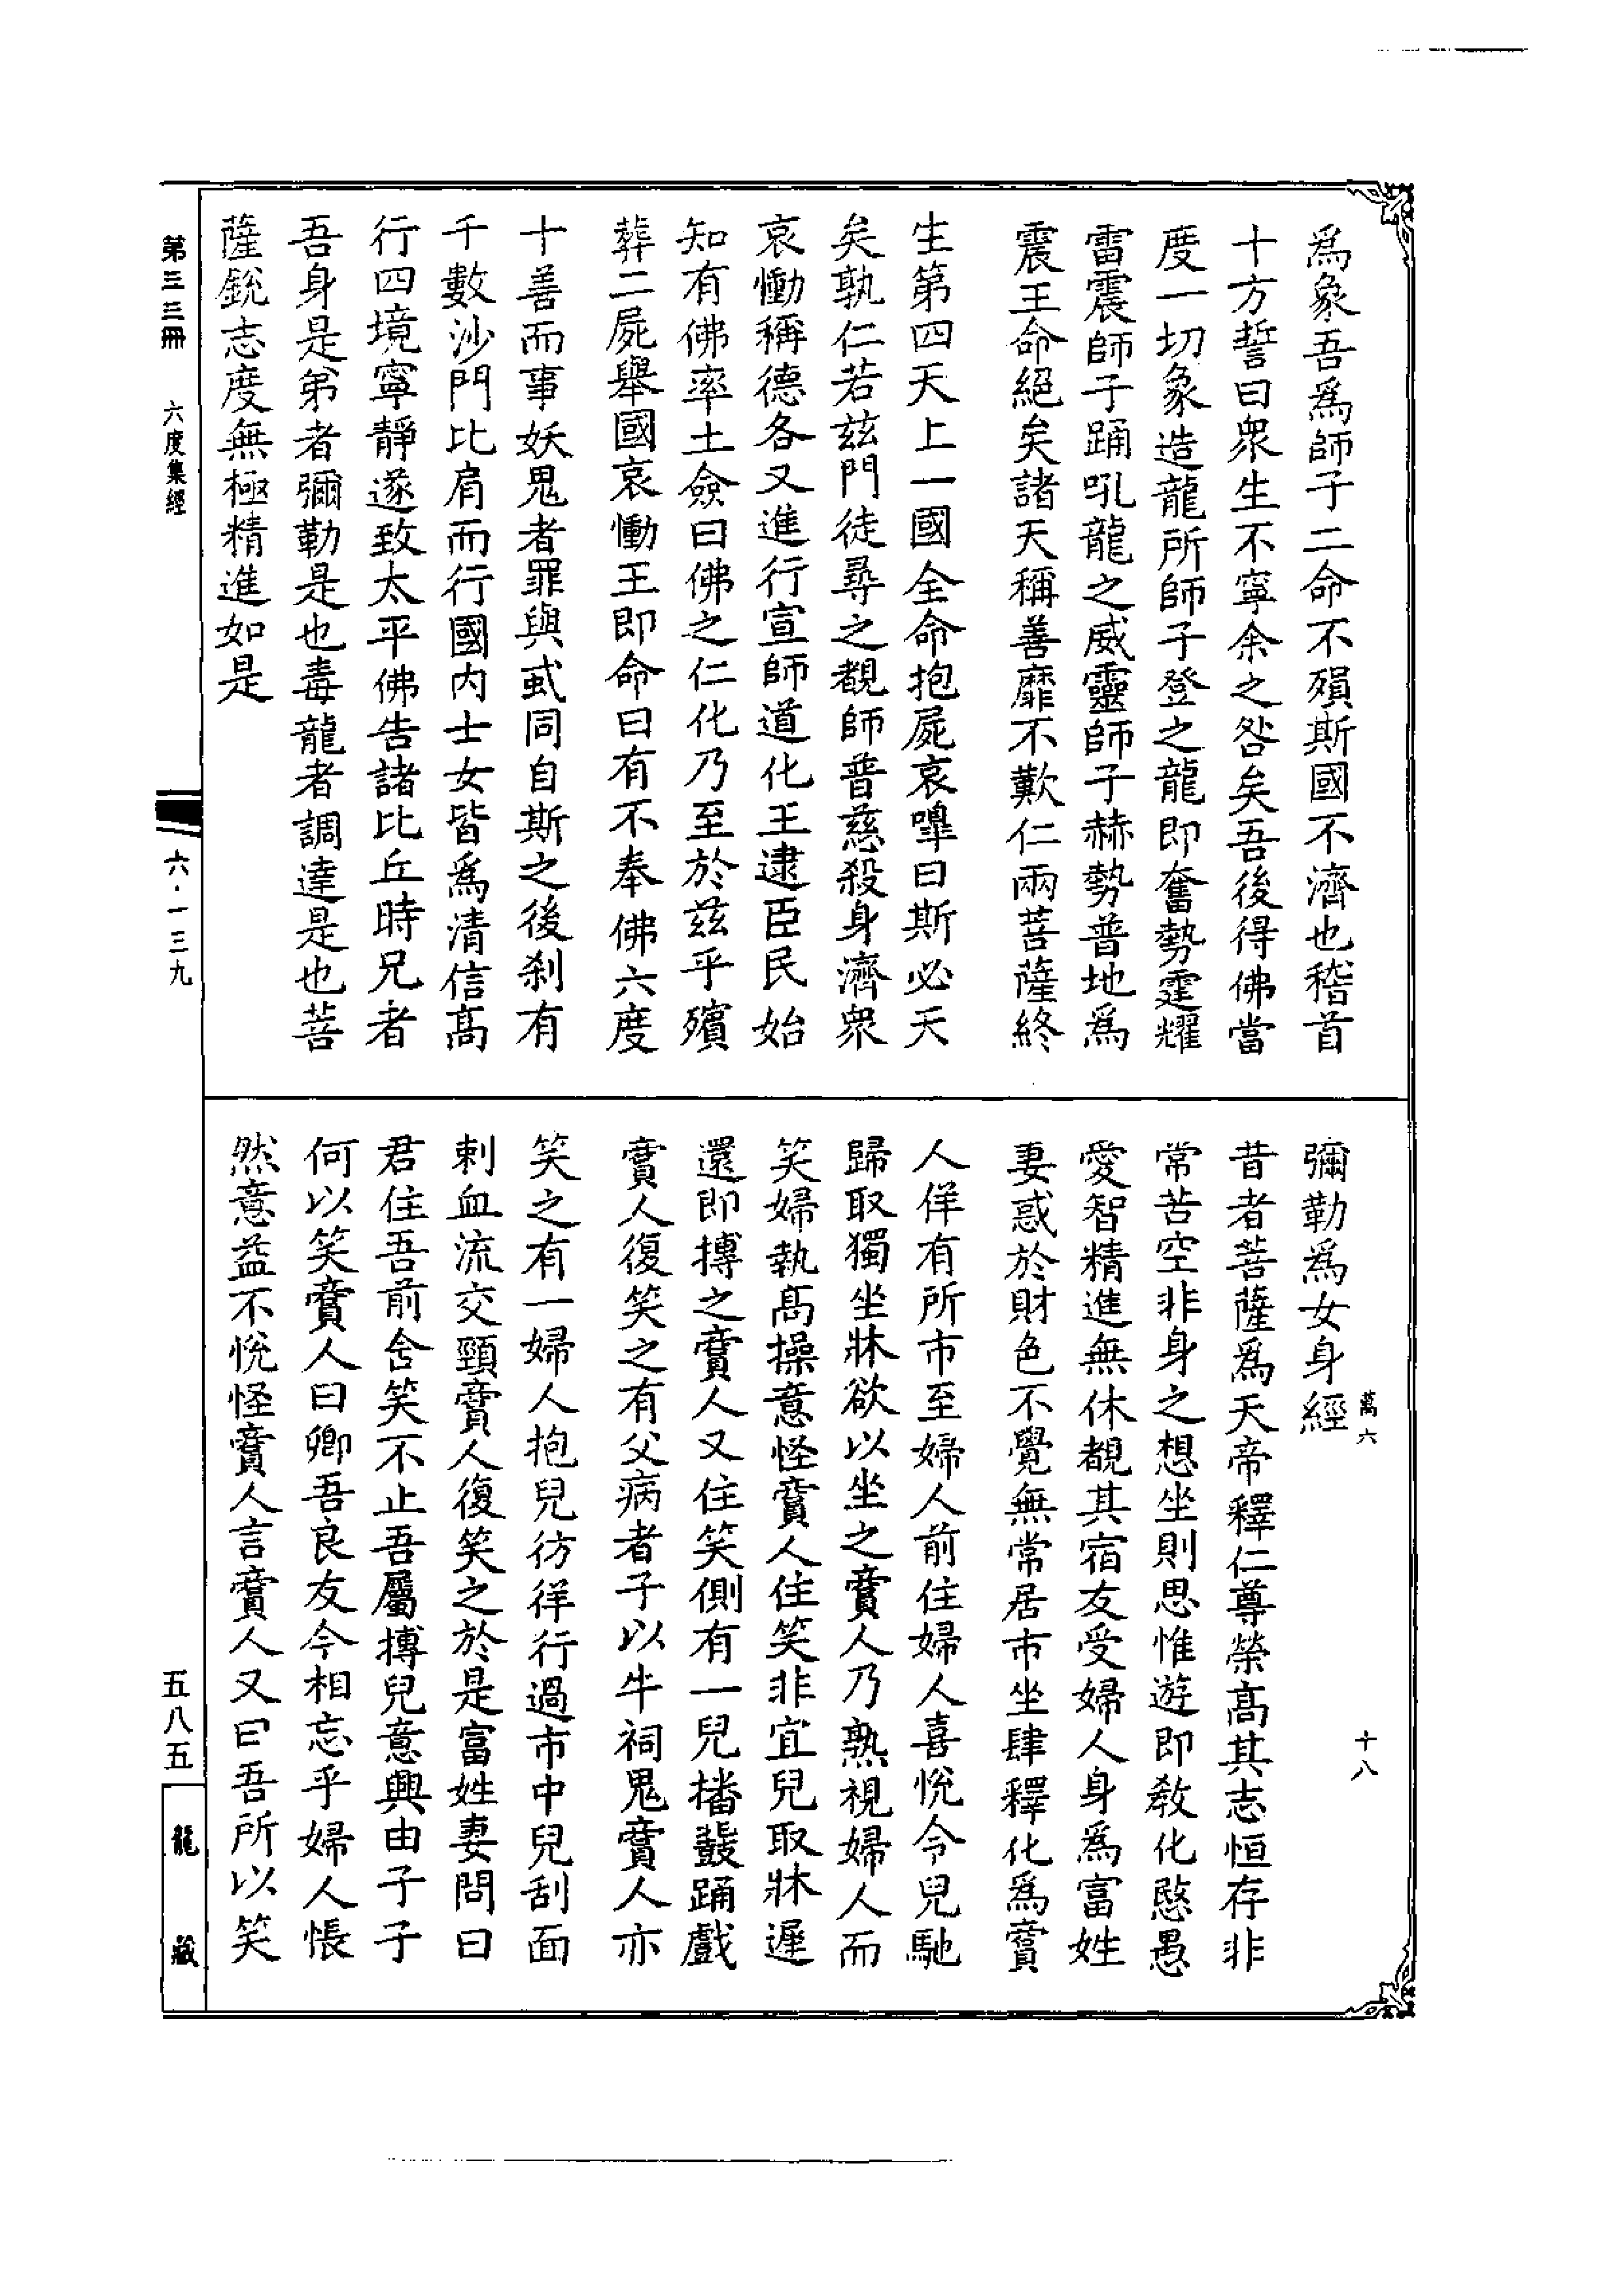 爲象吾爲師子二命不殞斯國不濟也稽首
十方誓曰衆生不寧余之咎矣吾後得佛當
度一切象造龍所師子登之龍即奮勢霆耀
雷震師子踊吼龍之威靈師子赫勢普地爲
震王命絕矣諸天稱善靡不歎仁兩菩薩終
生第四天上一國全命抱屍哀嘷曰斯必天
矣孰仁若茲門徒尋之覩師普慈殺身濟衆
哀慟稱德各又進行宣師道化王逮臣民始
知有佛率土僉曰佛之仁化乃至於茲乎殯
葬二屍舉國哀慟王即命曰有不奉佛六度
十善而事妖鬼者罪與蜮同自斯之後剎有
千數沙門比肩而行國内士女皆爲清信高
行四境寧靜遂致太平佛告諸比丘時兄者
吾身是弟者彌勒是也毒龍者調達是也菩
薩銳志度無極精進如是
彌勒爲女身經
昔者菩薩爲天帝釋仁尊榮髙其志恒存非
常苦空非身之想坐則思惟遊即教化愍愚
愛智精進無休覩其宿友受婦人身爲富姓
妻惑於財色不覺無常居市坐肆釋化爲賔
人佯有所市至婦人前住婦人喜悅令兒馳
歸取獨坐牀欲以坐之賔人乃熟視婦人而
笑婦執髙操意怪賔人住笑非宜兒取牀遲
還即摶之賔人又住笑側有一兒播鼗踊戲
賔人復笑之有父病者子以牛祠鬼賔人亦
笑之有一婦人抱兒彷徉行過市中兒刮面
刺血流交頸賔人復笑之於是富姓妻問曰
君住吾前含笑不止吾屬摶兒意興由子子
何以笑賔人曰卿吾良友今相忘乎婦人悵
然意益不悅怪賔人言賔人又曰吾所以笑
萬六
十八
第三三冊 六度集經
六·一三九
五八五
龍藏